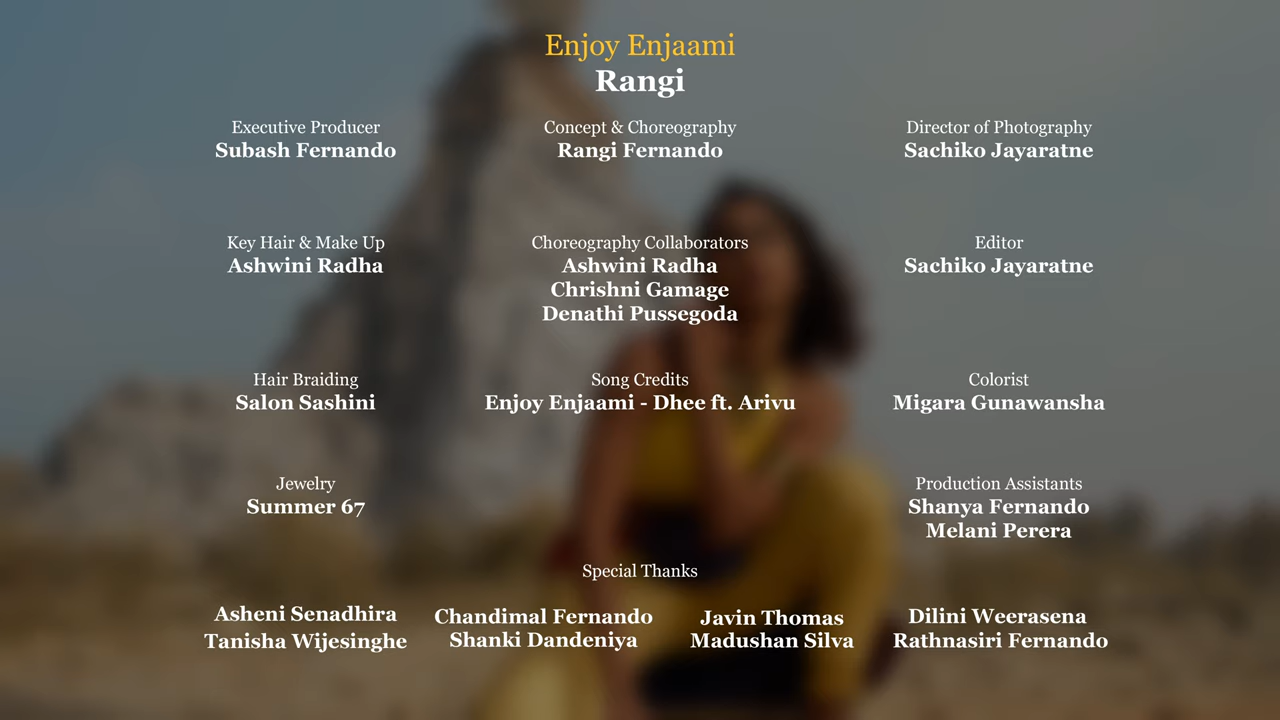 Enjoy Enjaami
Rangi
Executive Producer
Subash Fernando
Concept & Choreography
Rangi Fernando
Director of Photography
Sachiko Jayaratne
Key Hair & Make Up
Ashwini Radha
Choreography Collaborators
Ashwini Radha
Chrishni Gamage
Denathi Pussegoda
Editor
Sachiko Jayaratne
Hair Braiding
Salon Sashini
Song Credits
Enjoy Enjaami - Dhee ft. Arivu
Colorist
Migara Gunawansha
Jewelry
Summer 67
Production Assistants
Shanya Fernando
Melani Perera
Special Thanks
Asheni Senadhira
Tanisha Wijesinghe
Chandimal Fernando
Shanki Dandeniya
Javin Thomas
Madushan Silva
Dilini Weerasena
Rathnasiri Fernando